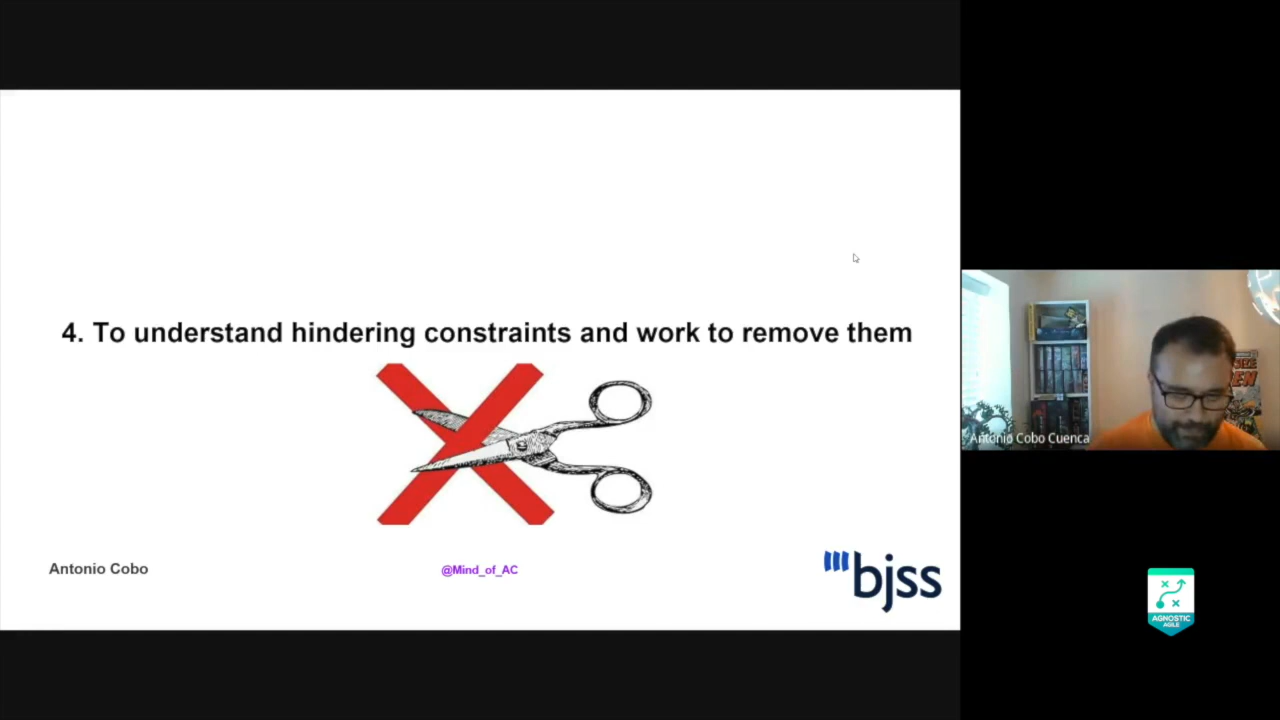 4. To understand hindering constraints and work to remove them
Antonio Cobo
@Mind_of_AC
bjss
Antonio Cobo Cuenca
AGNOSTIC
AGILE